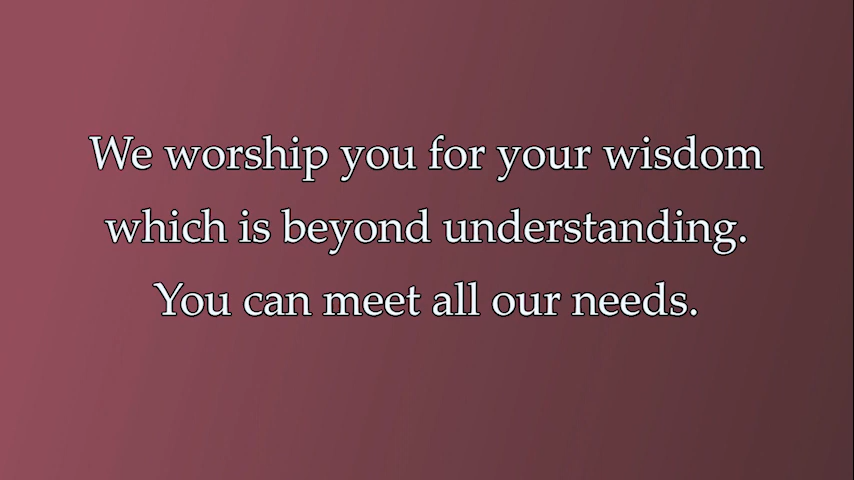 We worship you for your wisdom
which is beyond understanding.
You can meet all our needs.